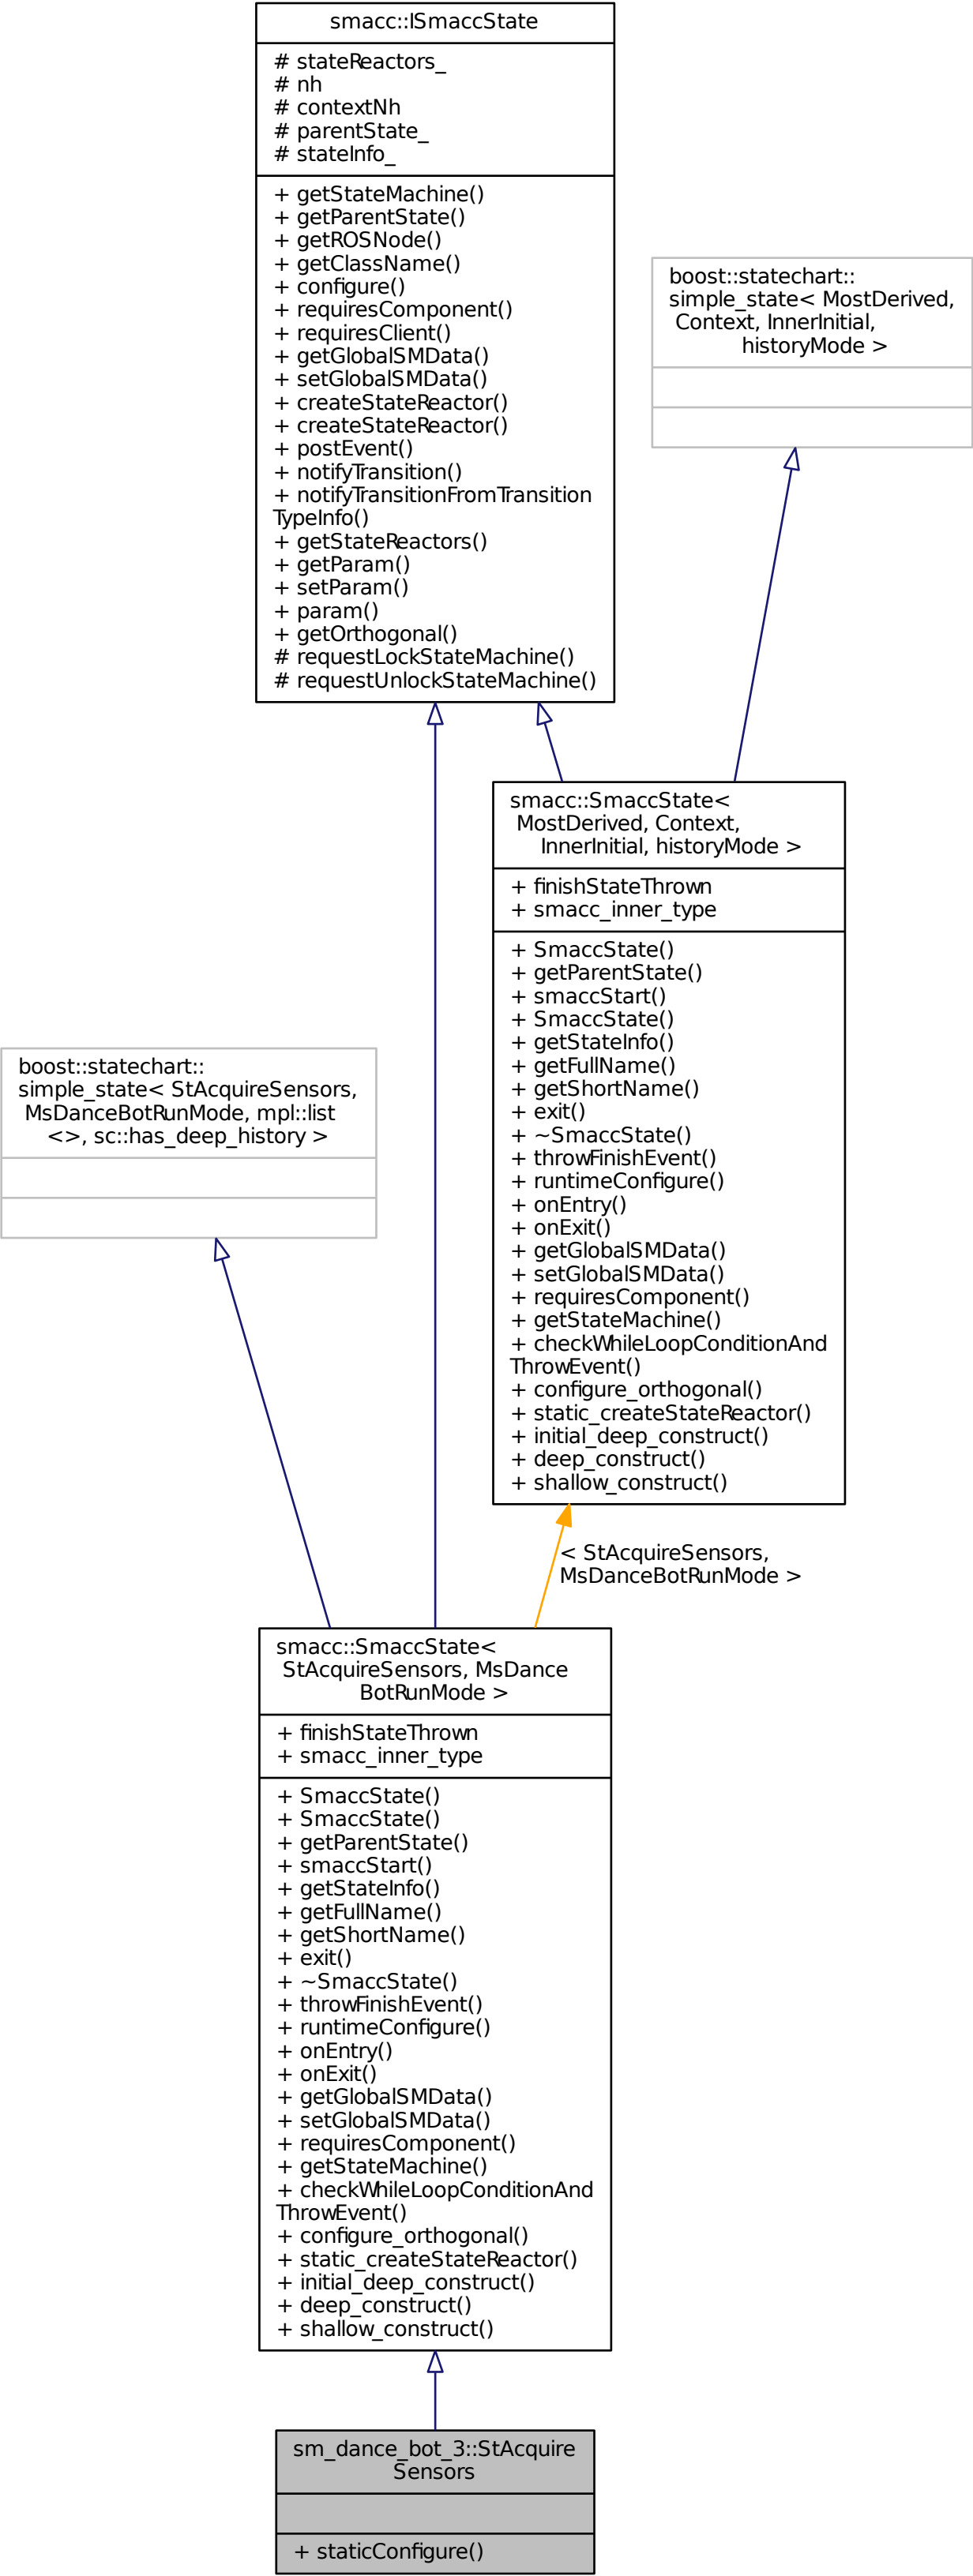 smacc::ISmaccState
# stateReactors_
# nh
# contextNh
# parentState_
# stateInfo_
+ getStateMachine()
+ getParentState()
+ getROSNode()
+ getClassName()
+ configure()
+ requiresComponent()
+ requiresClient()
+ getGlobalSMData()
+ setGlobalSMData()
+ createStateReactor()
+ createStateReactor()
+ postEvent()
+ notifyTransition()
+ notifyTransitionFromTransition
TypeInfo()
+ getStateReactors()
+ getParam()
+ setParam()
+ param()
+ getOrthogonal()
# requestLockStateMachine()
# requestUnlockStateMachine()
boost::statechart::
simple_state< MostDerived,
Context, InnerInitial,
historyMode >
smacc::SmaccState<
MostDerived, Context,
InnerInitial, historyMode >
+ finishStateThrown
+ smacc_inner_type
+ SmaccState()
+ getParentState()
+ smaccStart()
+ SmaccState()
+ getStateInfo()
+ getFullName()
+ getShortName()
+ exit()
+ ~SmaccState()
+ throwFinishEvent()
+ runtimeConfigure()
+ onEntry()
+ onExit()
+ getGlobalSMData()
+ setGlobalSMData()
+ requiresComponent()
+ getStateMachine()
+ checkWhileLoopConditionAnd
ThrowEvent()
+ configure_orthogonal()
+ static_createStateReactor()
+ initial_deep_construct()
+ deep_construct()
+ shallow_construct()
boost::statechart::
simple_state< StAcquireSensors,
MsDanceBotRunMode, mpl::list
<>, sc::has_deep_history >
< StAcquireSensors,
MsDanceBotRunMode >
smacc::SmaccState<
StAcquireSensors, MsDance
BotRunMode >
+ finishStateThrown
+ smacc_inner_type
+ SmaccState()
+ SmaccState()
+ getParentState()
+ smaccStart()
+ getStateInfo()
+ getFullName()
+ getShortName()
+ exit()
+ ~SmaccState()
+ throwFinishEvent()
+ runtimeConfigure()
+ onEntry()
+ onExit()
+ getGlobalSMData()
+ setGlobalSMData()
+ requiresComponent()
+ getStateMachine()
+ checkWhileLoopConditionAnd
ThrowEvent()
+ configure_orthogonal()
+ static_createStateReactor()
+ initial_deep_construct()
+ deep_construct()
+ shallow_construct()
sm_dance_bot_3::StAcquire
Sensors
+ staticConfigure()